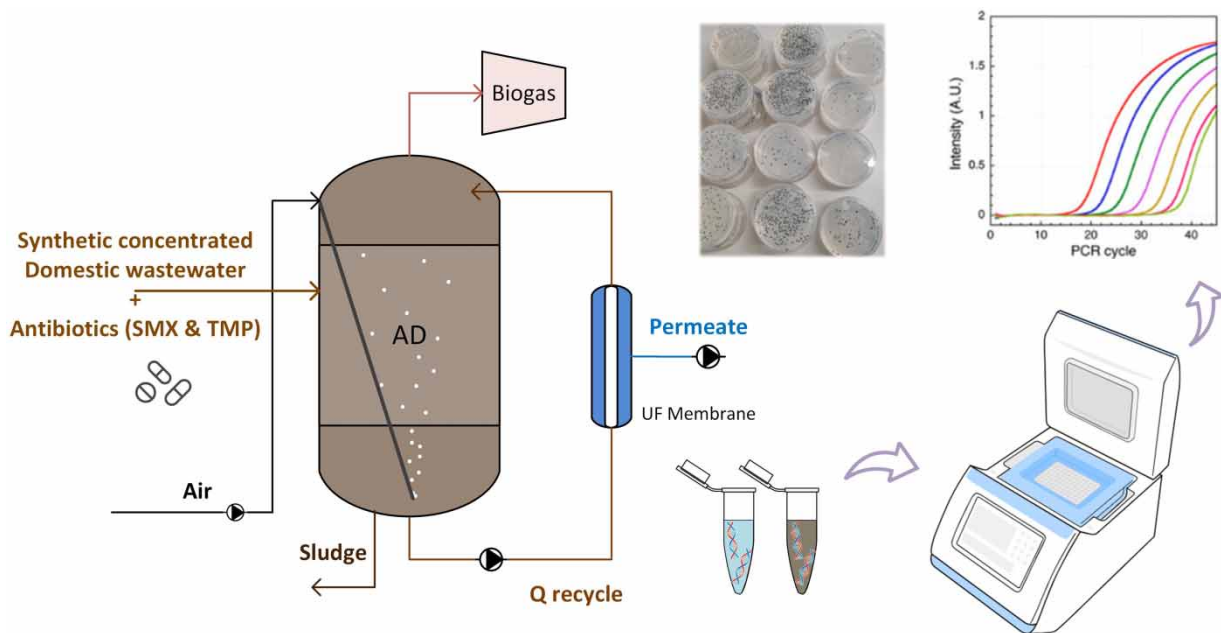 Biogas
Synthetic concentrated
Domestic wastewater
+
Antibiotics (SMX & TMP)
AD
Air
Sludge
Q recycle
Permeate
UF Membrane
Intensity (A.U.)
2
1.5
1
0.5
0
0
10
20
30
40
PCR cycle